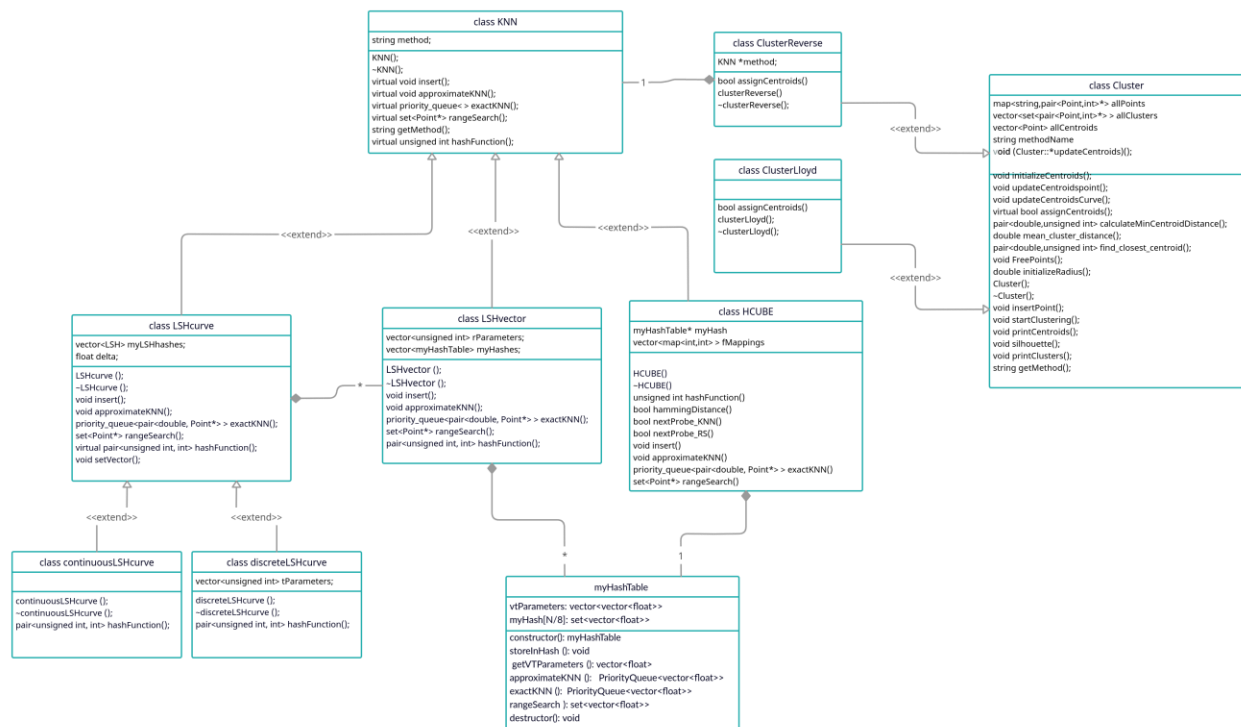 class KNN
string method;
KNN();
~KNN();
virtual void insert();
virtual void approximateKNN();
virtual priority_queue< > exactKNN();
virtual set<Point*> rangeSearch();
string getMethod();
virtual unsigned int hashFunction();
1
class ClusterReverse
KNN *method;
bool assignCentroids()
clusterReverse()
~clusterReverse();
<<extend>>
class Cluster
map<string,pair<Point,int>*> allPoints
vector<set<pair<Point,int>*> > allClusters
vector<Point> allCentroids
string methodName
void (Cluster::*updateCentroids)();
void initializeCentroids();
void updateCentroidspoint();
void updateCentroidsCurve();
virtual bool assignCentroids();
pair<double,unsigned int> calculateMinCentroidDistance();
double mean_cluster_distance();
pair<double,unsigned int> find_closest_centroid();
void FreePoints();
double initializeRadius();
Cluster();
~Cluster();
void insertPoint();
void startClustering();
void printCentroids();
void silhouette();
void printClusters();
string getMethod();
class ClusterLloyd
bool assignCentroids()
clusterLloyd();
~clusterLloyd();
<<extend>>
<<extend>>
<<extend>>
<<extend>>
class LSHcurve
vector<LSH> myLSHhashes;
float delta;
LSHcurve ();
~LSHcurve ();
void insert();
void approximateKNN();
priority_queue<pair<double, Point*> > exactKNN();
set<Point*> rangeSearch();
virtual pair<unsigned int, int> hashFunction();
void setVector();
*
class LSHvector
vector<unsigned int> rParameters;
vector<myHashTable> myHashes;
LSHvector ();
~LSHvector ();
void insert();
void approximateKNN();
priority_queue<pair<double, Point*> > exactKNN();
set<Point*> rangeSearch();
pair<unsigned int, int> hashFunction();
class HCUBE
myHashTable* myHash
vector<map<int,int> > fMappings
HCUBE()
~HCUBE()
unsigned int hashFunction()
bool hammingDistance()
bool nextProbe_KNN()
bool nextProbe_RS()
void insert()
void approximateKNN()
priority_queue<pair<double, Point*> > exactKNN()
set<Point*> rangeSearch()
<<extend>>
<<extend>>
class continuousLSHcurve
continuousLSHcurve ();
~continuousLSHcurve ();
pair<unsigned int, int> hashFunction();
class discreteLSHcurve
vector<unsigned int> tParameters;
discreteLSHcurve ();
~discreteLSHcurve ();
pair<unsigned int, int> hashFunction();
*
1
myHashTable
vtParameters: vector<vector<float>>
myHash[N/8]: set<vector<float>>
constructor(): myHashTable
storeInHash (): void
getVTParameters (): vector<float>
approximateKNN (): PriorityQueue<vector<float>>
exactKNN (): PriorityQueue<vector<float>>
rangeSearch ): set<vector<float>>
destructor(): void